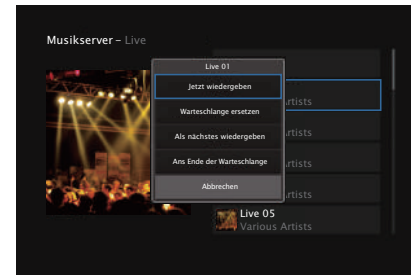 Musikserver – Live
Live 01
Jetzt wiedergeben
Warteschlange ersetzen
Als nächstes wiedergeben
Ans Ende der Warteschlange
Abbrechen
Artists
Artists
Artists
Artists
Live 05
Various Artists